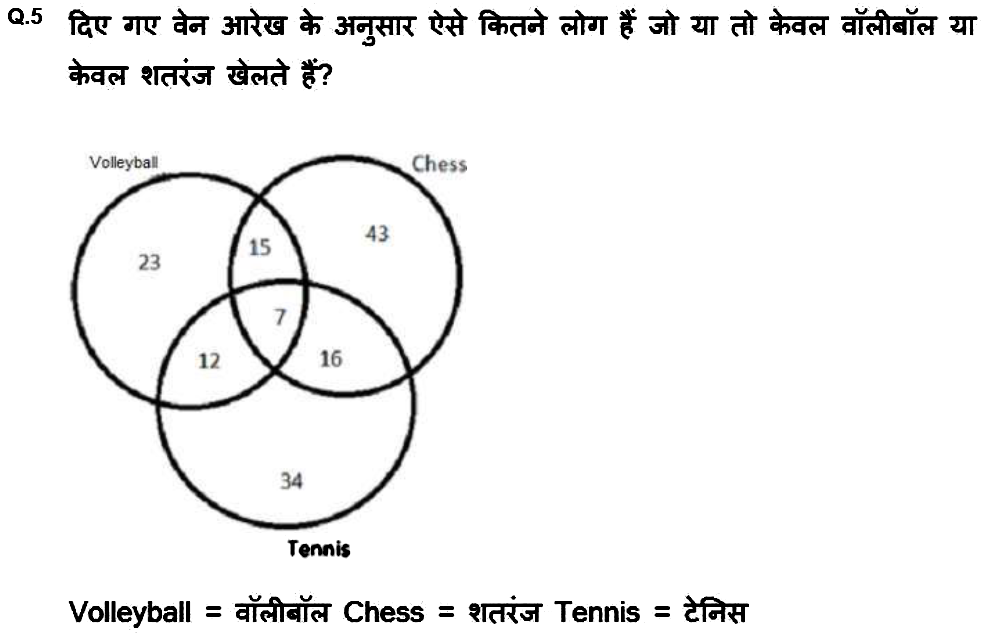 Q.5 दिए गए वेन आरेख के अनुसार ऐसे कितने लोग हैं जो या तो केवल वॉलीबॉल या
केवल शतरंज खेलते हैं?
Volleyball
Chess
43
15
23
7
12
16
34
Tennis
Volleyball = वॉलीबॉल Chess = शतरंज Tennis = टेनिस